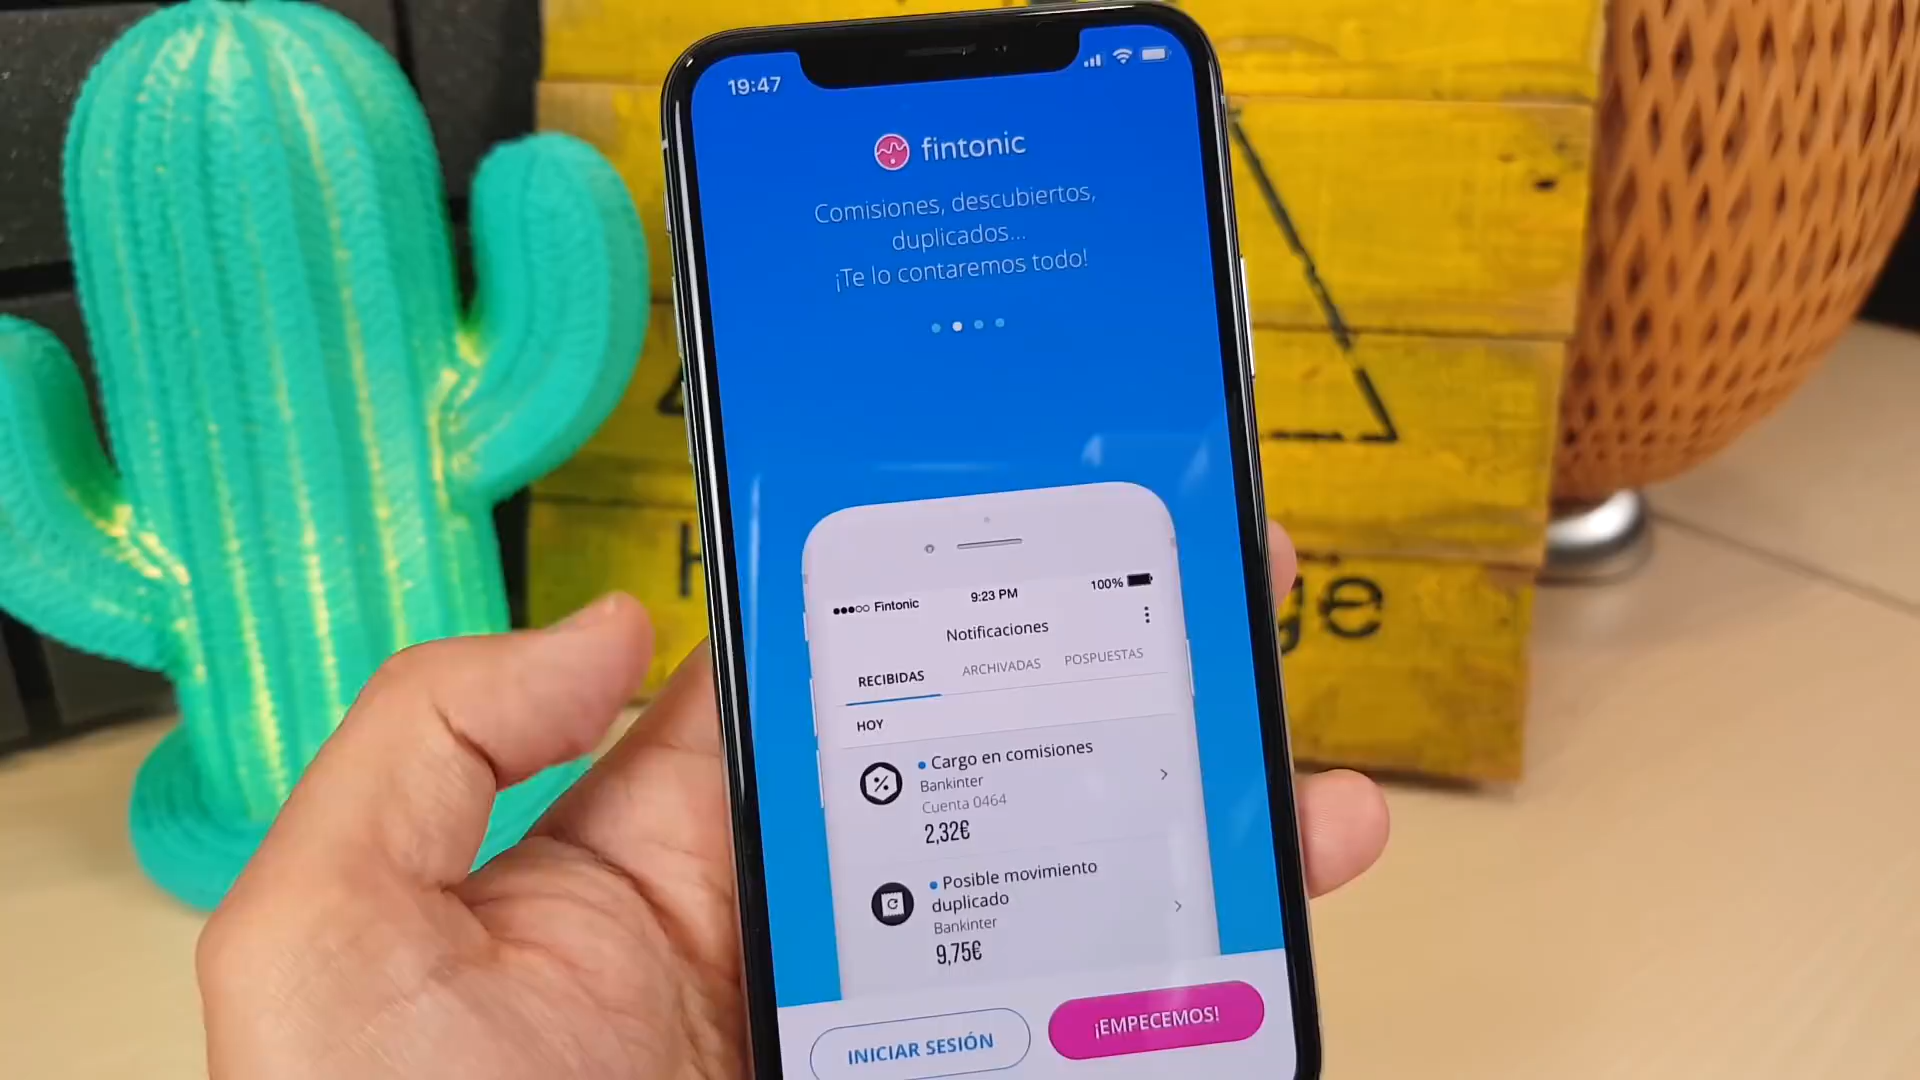 19:47
fintonic
Comisiones, descubiertos,
duplicados...
¡Te lo contaremos todo!
Fintonic
9:23 PM
100%
Notificaciones
RECIBIDAS
ARCHIVADAS
POSPUESTAS
HOY
Cargo en comisiones
Bankinter
Cuenta 0464
2,32€
Posible movimiento
duplicado
Bankinter
9,75€
INICIAR SESIÓN
¡EMPECEMOS!